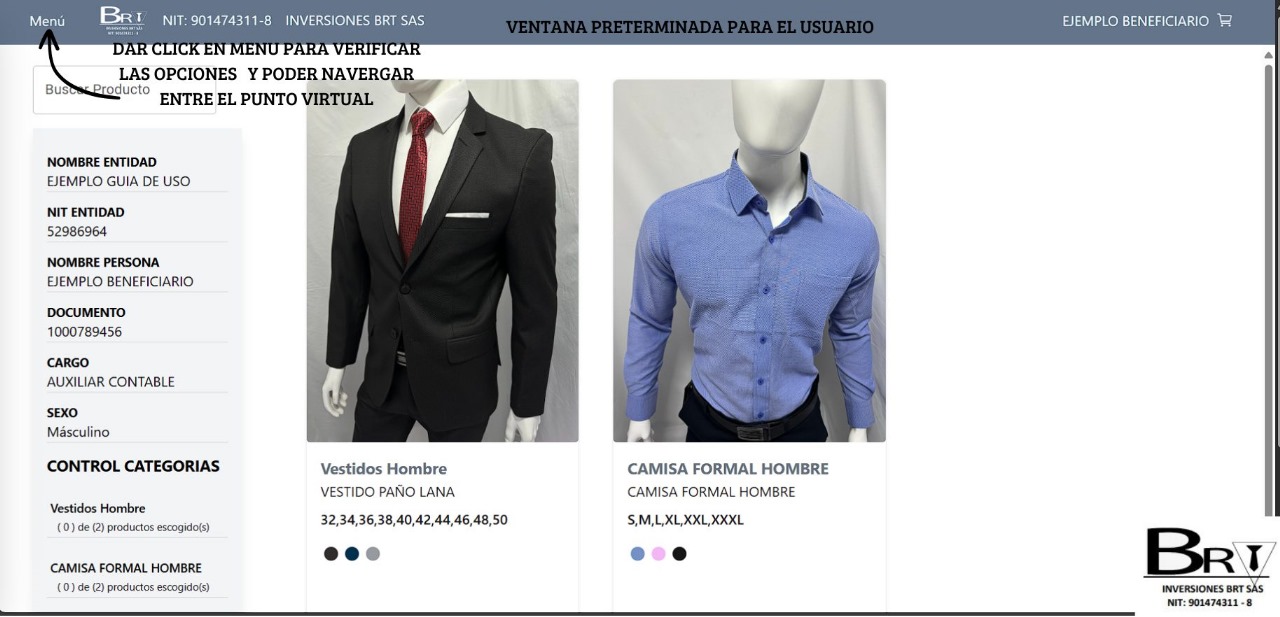 Menú
BRT
INVERSIONES BRT SAS
NIT: 901474311-8
INVERSIONES BRT SAS
VENTANA PRETERMINADA PARA EL USUARIO
EJEMPLO BENEFICIARIO
DAR CLICK EN MENU PARA VERIFICAR
LAS OPCIONES Y PODER NAVERGAR
ENTRE EL PUNTO VIRTUAL
Buscar Producto
NOMBRE ENTIDAD
EJEMPLO GUIA DE USO
NIT ENTIDAD
52986964
NOMBRE PERSONA
EJEMPLO BENEFICIARIO
DOCUMENTO
1000789456
CARGO
AUXILIAR CONTABLE
SEXO
Másculino
CONTROL CATEGORIAS
Vestidos Hombre
( 0 ) de (2) productos escogido(s)
CAMISA FORMAL HOMBRE
( 0 ) de (2) productos escogido(s)
Vestidos Hombre
VESTIDO PAÑO LANA
32,34,36,38,40,42,44,46,48,50
CAMISA FORMAL HOMBRE
CAMISA FORMAL HOMBRE
S,M,L,XL,XXL,XXXL
BRT
INVERSIONES BRT SAS
NIT: 901474311 - 8